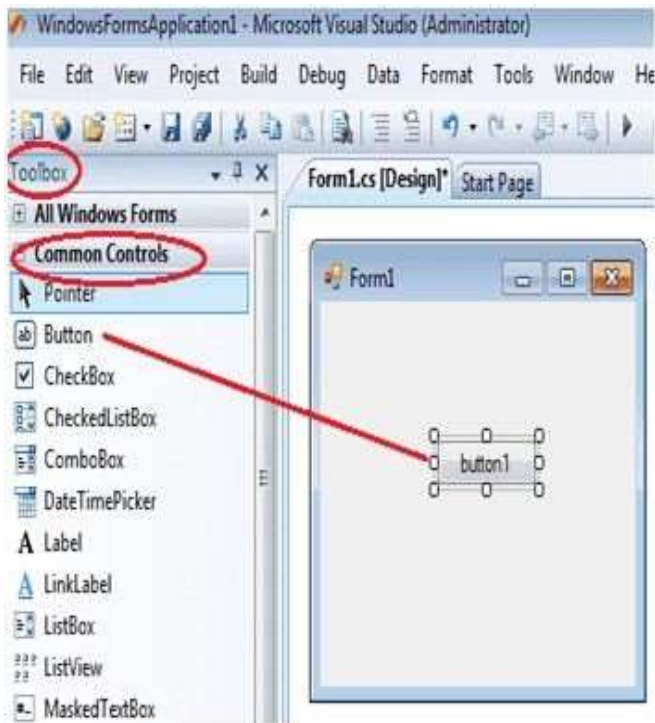 WindowsFormsApplication1 - Microsoft Visual Studio (Administrator)
File Edit View Project Build Debug Data Format Tools Window He
Toolbox
Form1.cs [Design]* Start Page
All Windows Forms
Common Controls
Pointer
Button
CheckBox
CheckedListBox
ComboBox
DateTimePicker
Label
LinkLabel
ListBox
ListView
MaskedTextBox
Form1
button1